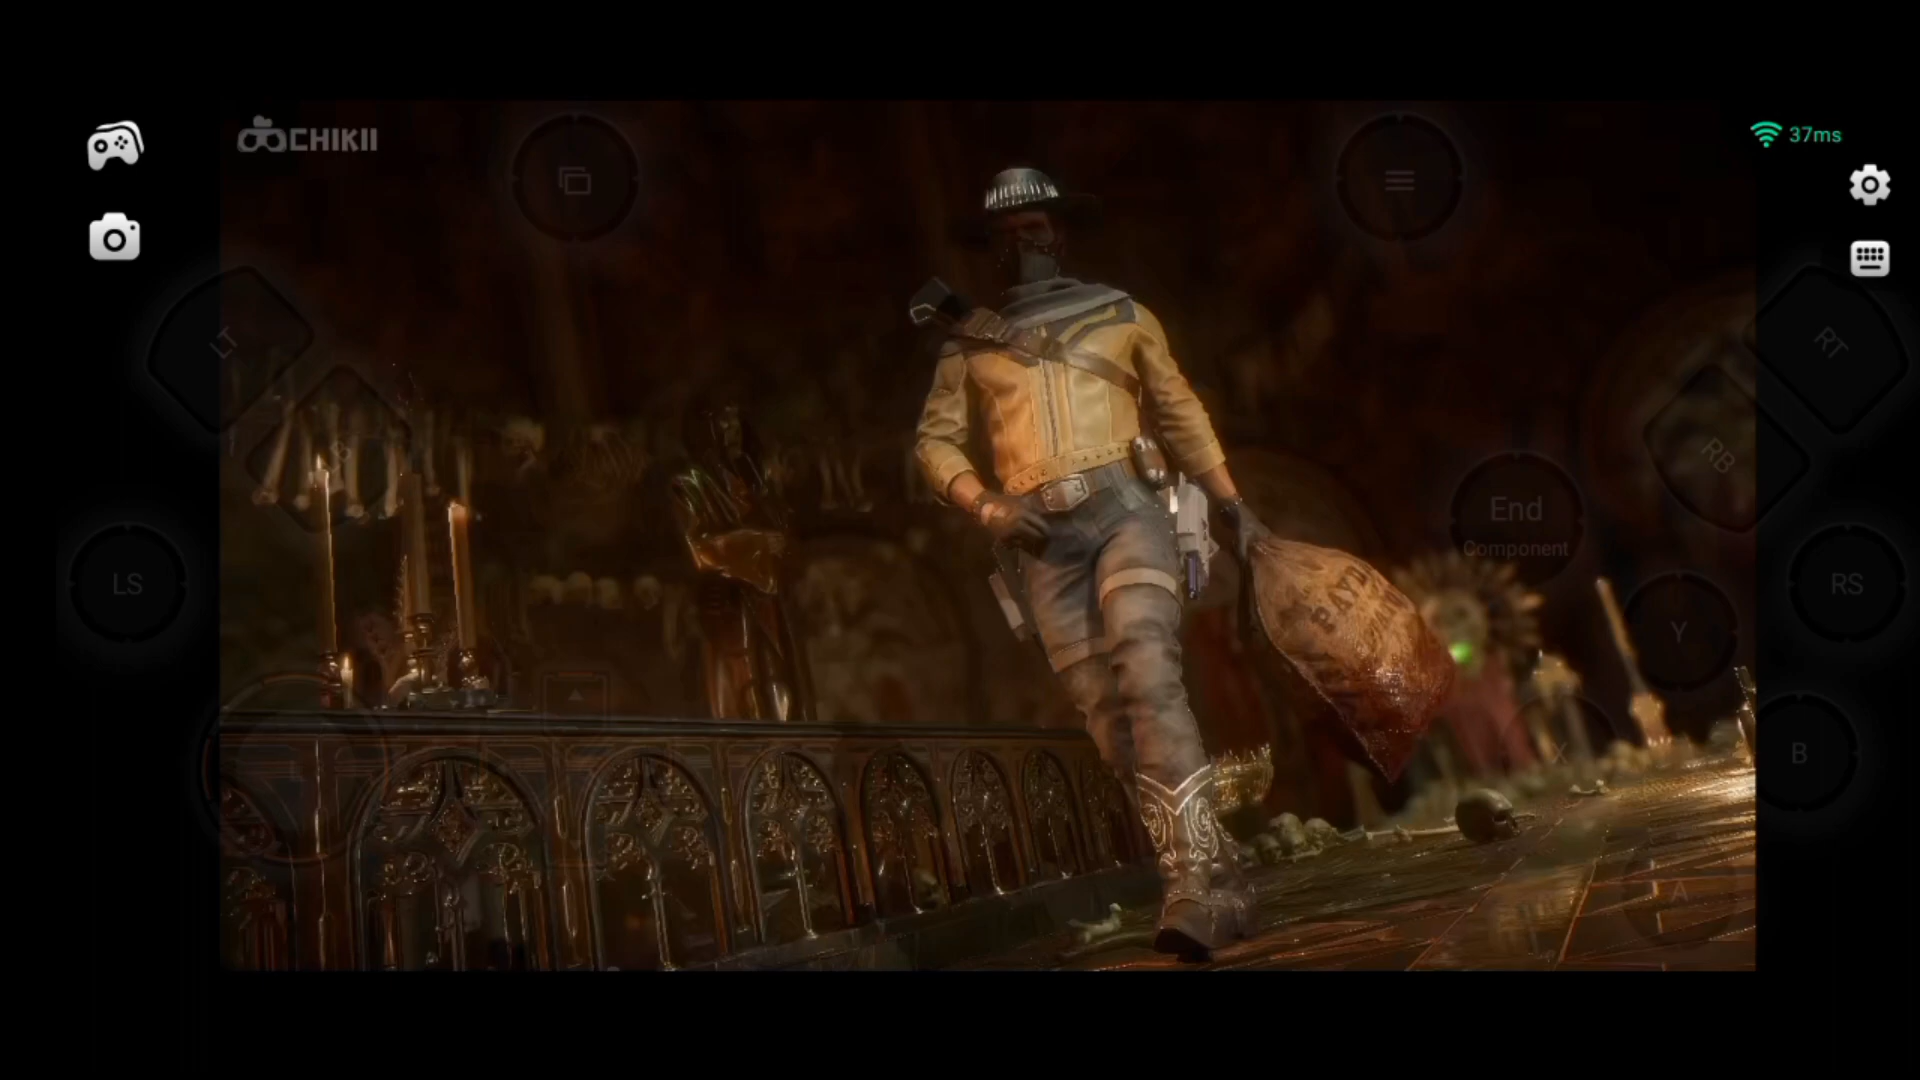 CHIKII
37ms
LT
RT
RB
End
Component
LS
RS
Y
X
B
A